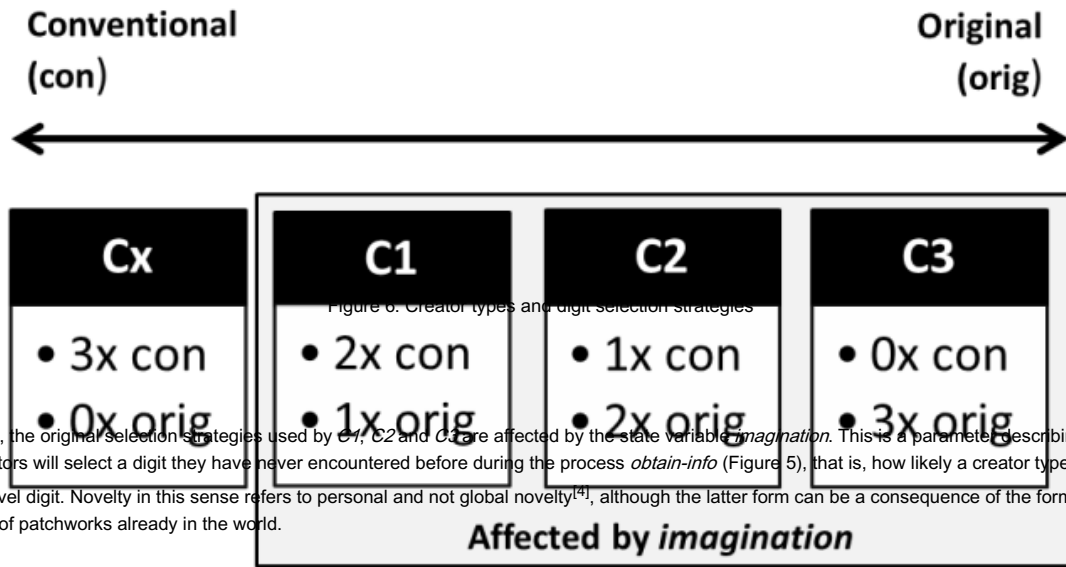 Conventional
(con)
Original
(orig)
Cx
C1
C2
C3
Figure 6. Creator types and digit selection strategies
• 3x con
• 0x orig
• 2x con
• 1x orig
• 1x con
• 2x orig
• 0x con
• 3x orig
, the original selection strategies used by C1, C2 and C3 are affected by the state variable imagination. This is a parameter
tors will select a digit they have never encountered before during the process obtain-info (Figure 5), that is, how likely a creator type
vel digit. Novelty in this sense refers to personal and not global novelty[4], although the latter form can be a consequence of the
of patchworks already in the world.
Affected by imagination